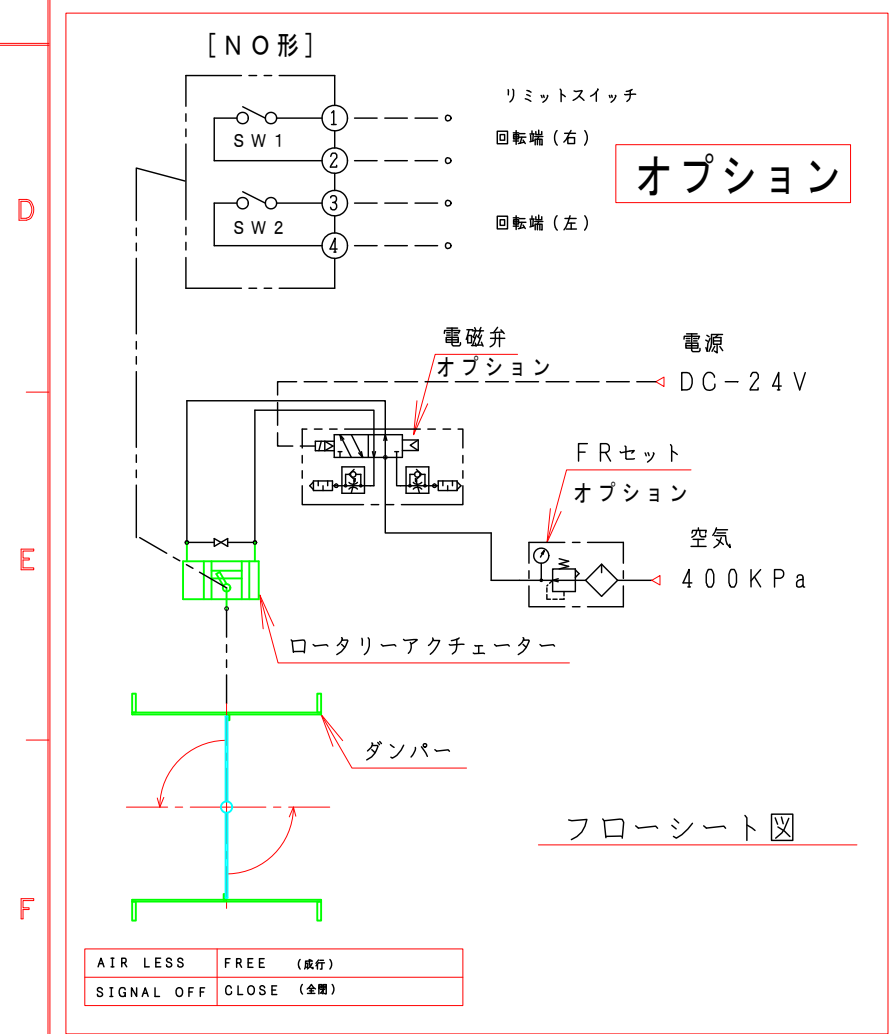 [NO形]
リミットスイッチ
① 
SW1
回転端（右）
②
オプション
D
③
SW2
回転端（左）
④
電磁弁
オプション
電源
DC-24V
FRセット
オプション
空気
400KPa
E
ロータリーアクチェーター
ダンパー
フローシート図
F
AIR LESS FREE （成行）
SIGNAL OFF CLOSE （全閉）